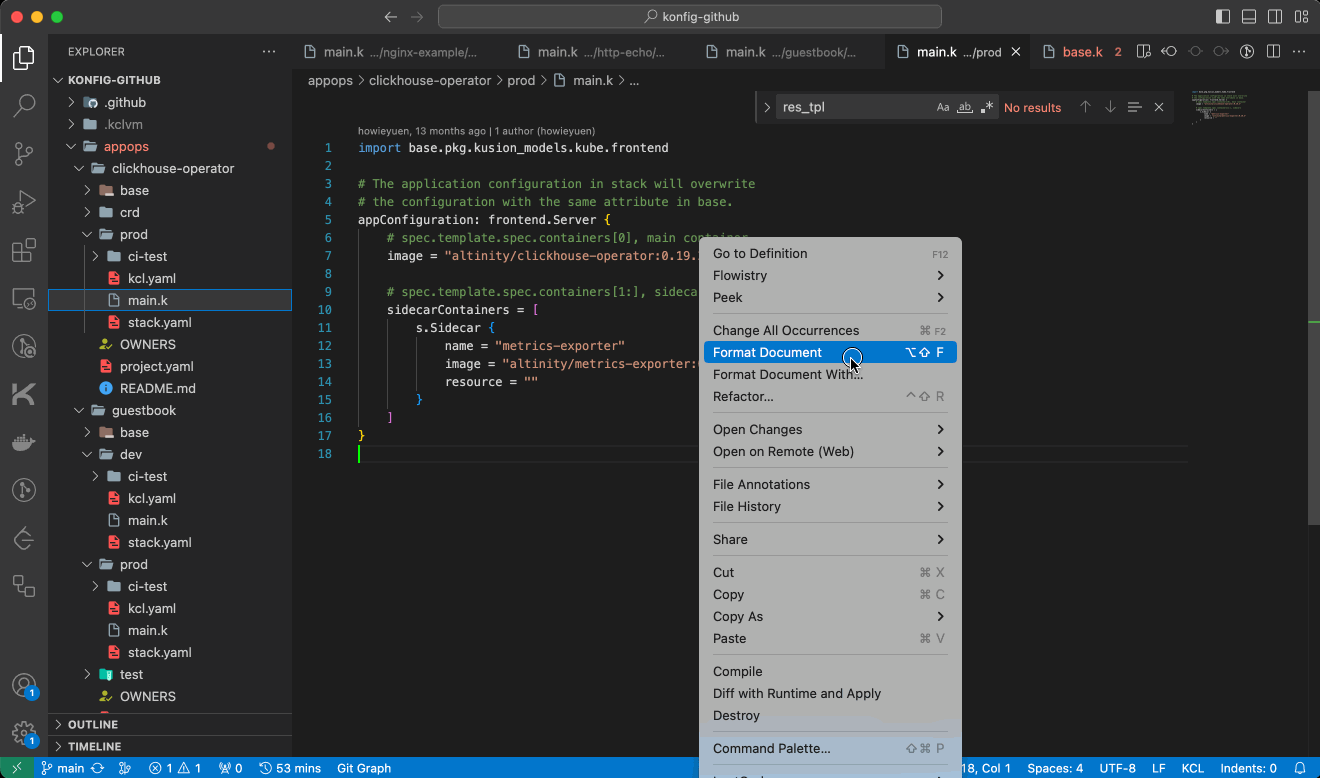 konfig-github
EXPLORER
main.k .../nginx-example/...
main.k .../http-echo/...
main.k .../guestbook/...
main.k .../prod
base.k 2
KONFIG-GITHUB
.github
.kclvm
appops
clickhouse-operator
base
crd
prod
ci-test
kcl.yaml
main.k
stack.yaml
OWNERS
project.yaml
README.md
guestbook
base
dev
ci-test
kcl.yaml
main.k
stack.yaml
prod
ci-test
kcl.yaml
main.k
stack.yaml
test
OWNERS
OUTLINE
TIMELINE
1
1
appops > clickhouse-operator > prod > main.k > ...
res_tpl Aa ab No results
howieyuen, 13 months ago | 1 author (howieyuen)
1 import base.pkg.kusion_models.kube.frontend
2
3 # The application configuration in stack will overwrite
4 # the configuration with the same attribute in base.
5 appConfiguration: frontend.Server {
6 # spec.template.spec.containers[0], main container
7 image = "altinity/clickhouse-operator:0.19.
8
9 # spec.template.spec.containers[1:], sideca
10 sidecarContainers = [
11 s.Sidecar {
12 name = "metrics-exporter"
13 image = "altinity/metrics-exporter:
14 resource = ""
15 }
16 ]
17 }
18
Go to Definition F12
Flowistry
Peek
Change All Occurrences ⌘ F2
Format Document ⌥⇧ F
Format Document With...
Refactor... ^⇧ R
Open Changes
Open on Remote (Web)
File Annotations
File History
Share
Cut ⌘ X
Copy ⌘ C
Copy As
Paste ⌘ V
Compile
Diff with Runtime and Apply
Destroy
Command Palette... ⇧⌘ P
main 1 1 0 53 mins Git Graph 18, Col 1 Spaces: 4 UTF-8 LF KCL Indents: 0